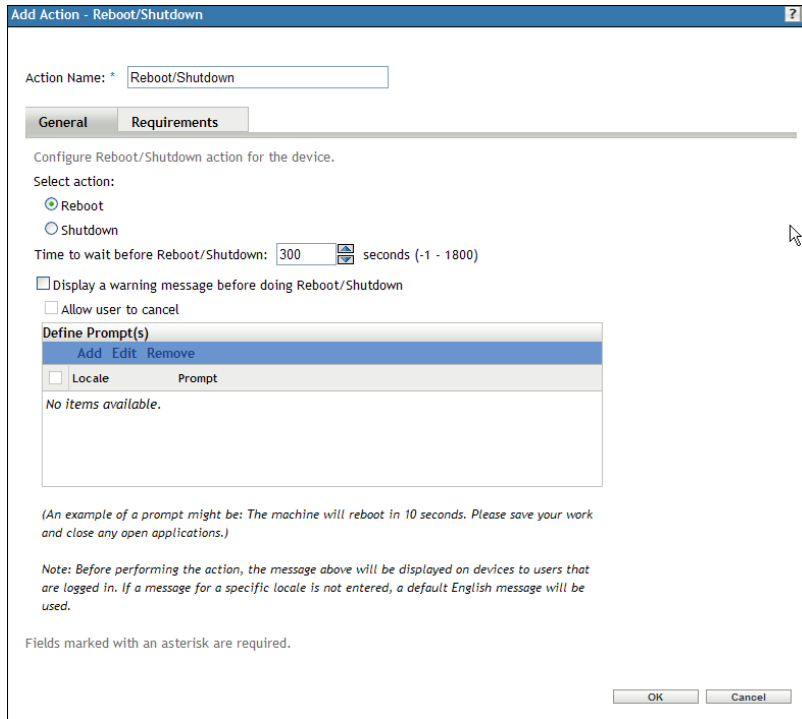 Add Action - Reboot/Shutdown ?
Action Name: * Reboot/Shutdown
General Requirements
Configure Reboot/Shutdown action for the device.
Select action:
Reboot
Shutdown
Time to wait before Reboot/Shutdown: 300 seconds (-1 - 1800)
Display a warning message before doing Reboot/Shutdown
Allow user to cancel
Define Prompt(s)
Add Edit Remove
Locale Prompt
No items available.
(An example of a prompt might be: The machine will reboot in 10 seconds. Please save your work
and close any open applications.)
Note: Before performing the action, the message above will be displayed on devices to users that
are logged in. If a message for a specific locale is not entered, a default English message will be
used.
Fields marked with an asterisk are required.
OK Cancel